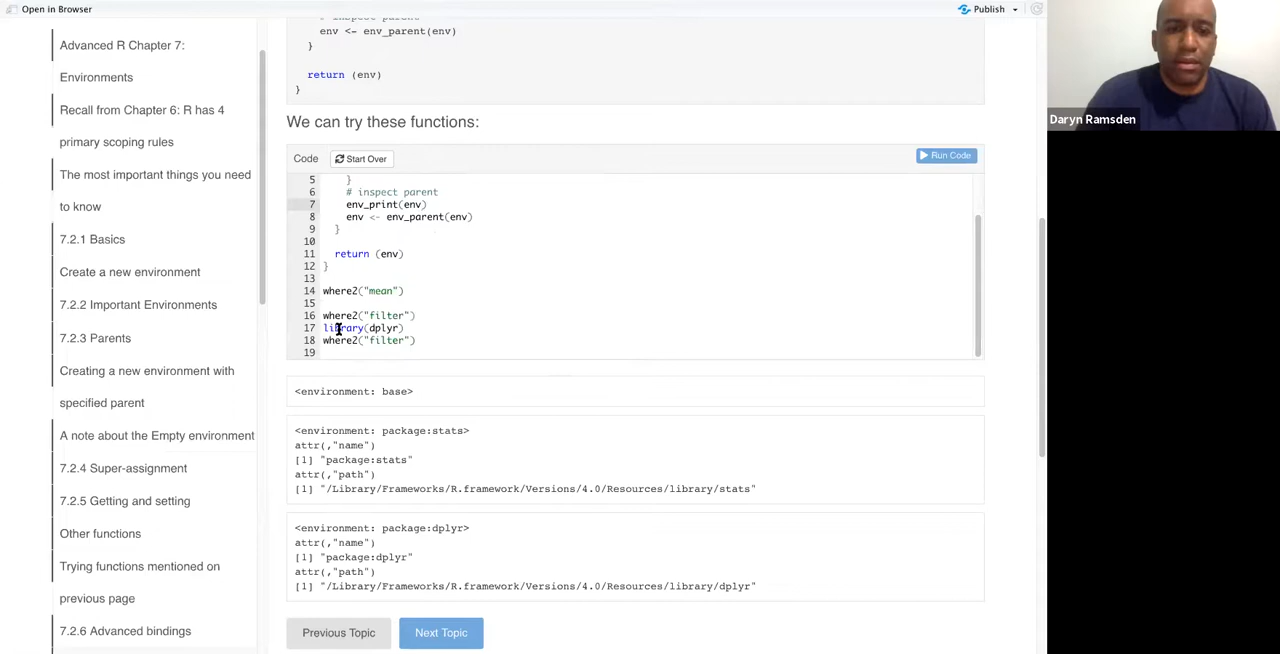 Open in Browser
Publish
Advanced R Chapter 7:
Environments
Recall from Chapter 6: R has 4
primary scoping rules
The most important things you need
to know
7.2.1 Basics
Create a new environment
7.2.2 Important Environments
7.2.3 Parents
Creating a new environment with
specified parent
A note about the Empty environment
7.2.4 Super-assignment
7.2.5 Getting and setting
Other functions
Trying functions mentioned on
previous page
7.2.6 Advanced bindings
# inspect parent
env <- env_parent(env)
}
return (env)
}
We can try these functions:
Code
Start Over
Run Code
5 }
6 # inspect parent
7 env_print(env)
8 env <- env_parent(env)
9 }
10
11 return (env)
12 }
13
14 where2("mean")
15
16 where2("filter")
17 library(dplyr)
18 where2("filter")
19
<environment: base>
<environment: package:stats>
attr(,"name")
[1] "package:stats"
attr(,"path")
[1] "/Library/Frameworks/R.framework/Versions/4.0/Resources/library/stats"
<environment: package:dplyr>
attr(,"name")
[1] "package:dplyr"
attr(,"path")
[1] "/Library/Frameworks/R.framework/Versions/4.0/Resources/library/dplyr"
Previous Topic
Next Topic
Daryn Ramsden